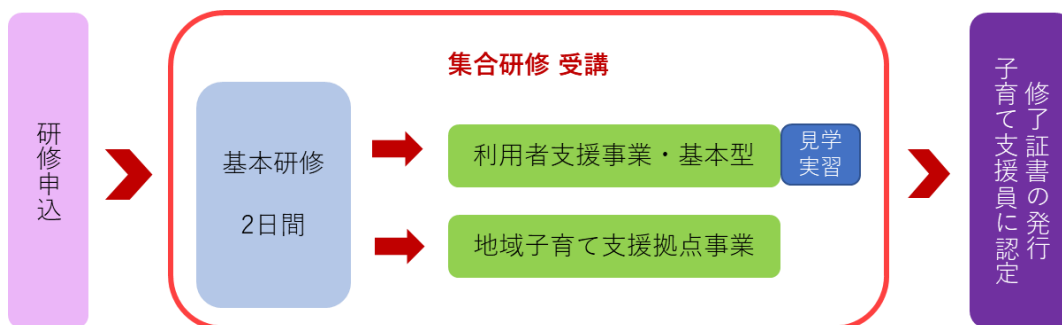 研修申込
集合研修 受講
基本研修
2日間
利用者支援事業・基本型
見学
実習
地域子育て支援拠点事業
修了証書の発行
子育て支援員に認定